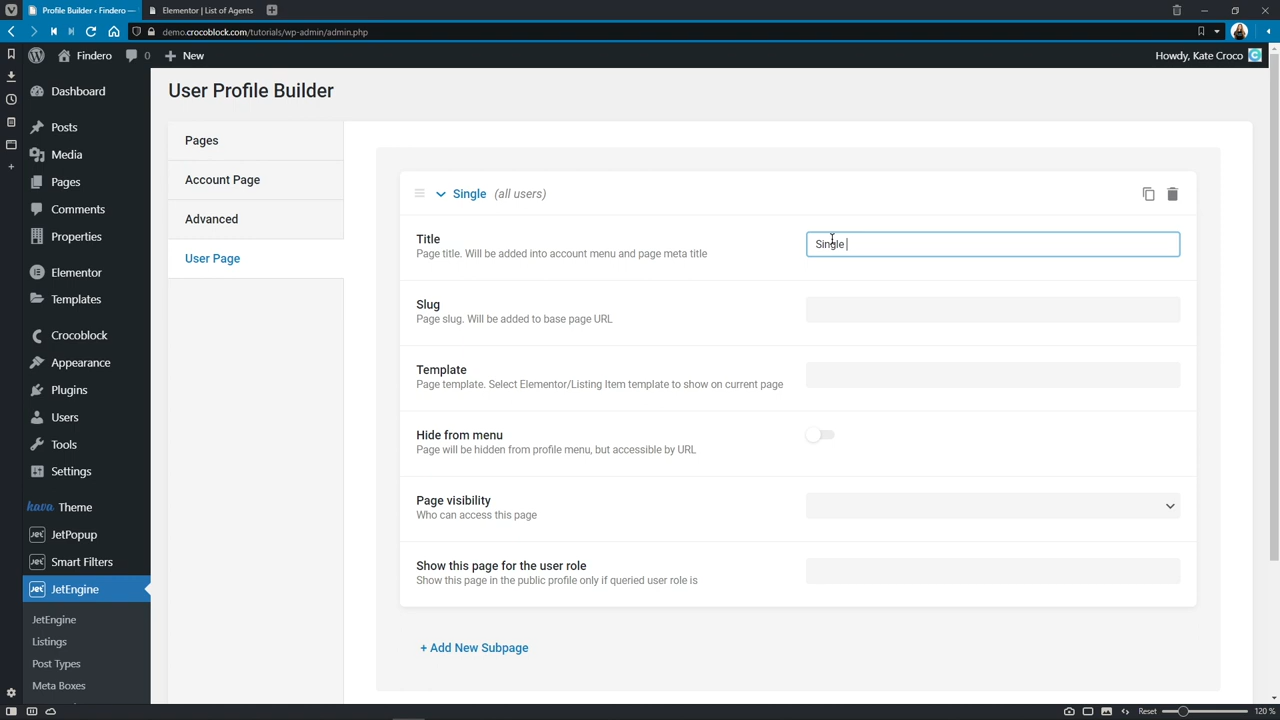 Profile Builder ‹ Findero —
Elementor | List of Agents
demo.crocoblock.com/tutorials/wp-admin/admin.php
Findero
0
New
Howdy, Kate Croco
Dashboard
Posts
Media
Pages
Comments
Properties
Elementor
Templates
Crocoblock
Appearance
Plugins
Users
Tools
Settings
hava Theme
JetPopup
Smart Filters
JetEngine
JetEngine
Listings
Post Types
Meta Boxes
User Profile Builder
Pages
Account Page
Advanced
User Page
Single (all users)
Title
Page title. Will be added into account menu and page meta title
Single
Slug
Page slug. Will be added to base page URL
Template
Page template. Select Elementor/Listing Item template to show on current page
Hide from menu
Page will be hidden from profile menu, but accessible by URL
Page visibility
Who can access this page
Show this page for the user role
Show this page in the public profile only if queried user role is
+ Add New Subpage
Reset
120 %